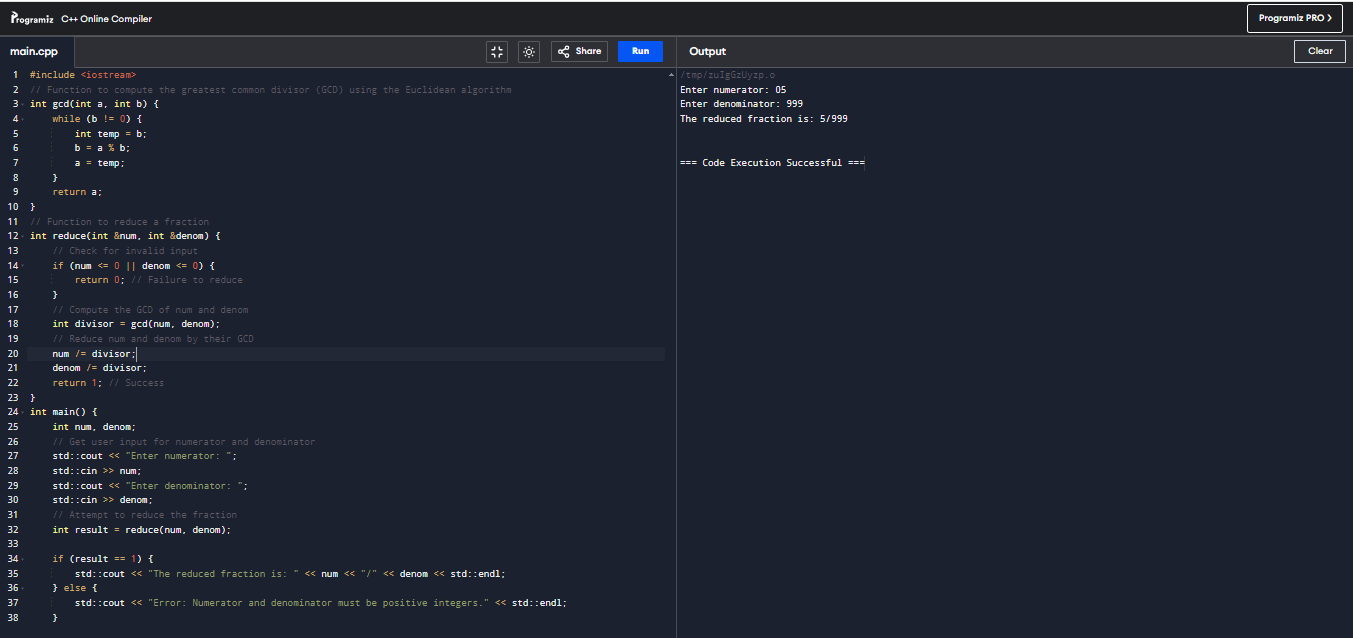 Programiz C++ Online Compiler
Programiz PRO >
main.cpp
Share
Run
Output
Clear
1 #include <iostream>
2 // Function to compute the greatest common divisor (GCD) using the Euclidean algorithm
3 int gcd(int a, int b) {
4 while (b != 0) {
5 int temp = b;
6 b = a % b;
7 a = temp;
8 }
9 return a;
10 }
11 // Function to reduce a fraction
12 int reduce(int &num, int &denom) {
13 // Check for invalid input
14 if (num <= 0 || denom <= 0) {
15 return 0; // Failure to reduce
16 }
17 // Compute the GCD of num and denom
18 int divisor = gcd(num, denom);
19 // Reduce num and denom by their GCD
20 num /= divisor;
21 denom /= divisor;
22 return 1; // Success
23 }
24 int main() {
25 int num, denom;
26 // Get user input for numerator and denominator
27 std::cout << "Enter numerator: ";
28 std::cin >> num;
29 std::cout << "Enter denominator: ";
30 std::cin >> denom;
31 // Attempt to reduce the fraction
32 int result = reduce(num, denom);
33
34 if (result == 1) {
35 std::cout << "The reduced fraction is: " << num << "/" << denom << std::endl;
36 } else {
37 std::cout << "Error: Numerator and denominator must be positive integers." << std::endl;
38 }
/tmp/zuIgGzUyzp.o
Enter numerator: 05
Enter denominator: 999
The reduced fraction is: 5/999
=== Code Execution Successful ===